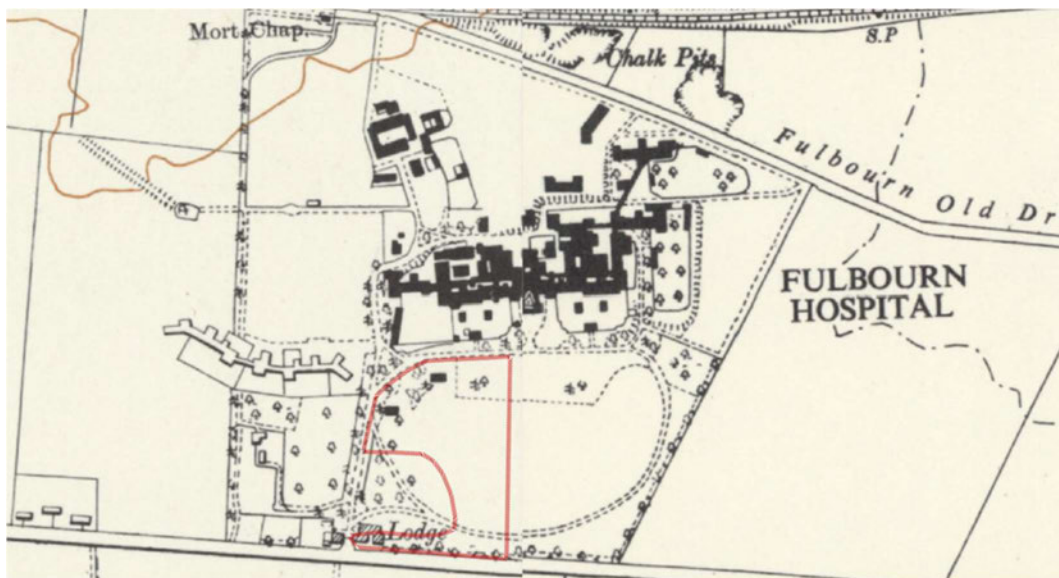 Mort. Chap.
Chalk Pits
S.P
Fulbourn Old Dr
FULBOURN
HOSPITAL
Lodge